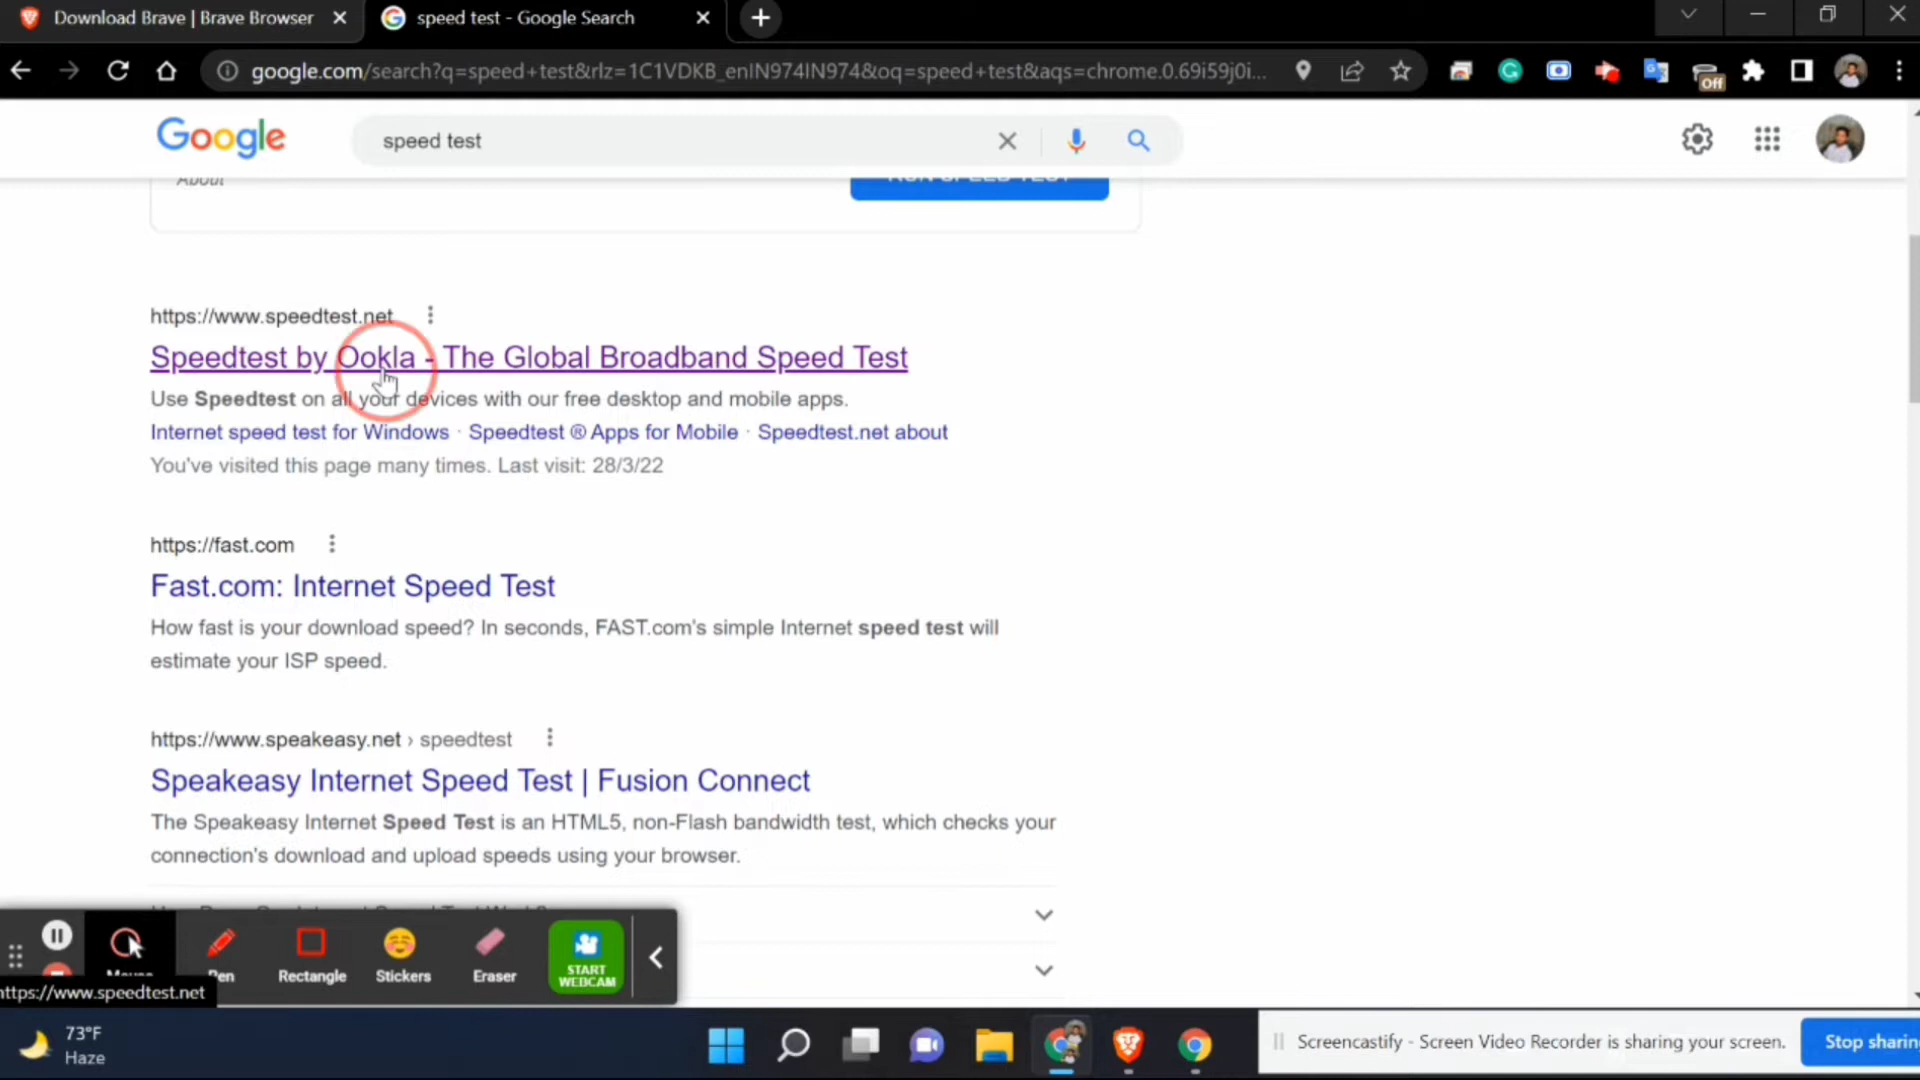 Download Brave | Brave Browser
speed test - Google Search
google.com/search?q=speed+test&rlz=1C1VDKB_enIN974IN974&oq=speed+test&aqs=chrome.0.69i59j0i...
Off
Google
speed test
About
RUN SPEED TEST
https://www.speedtest.net
Speedtest by Ookla - The Global Broadband Speed Test
Use Speedtest on all your devices with our free desktop and mobile apps.
Internet speed test for Windows · Speedtest ® Apps for Mobile · Speedtest.net about
You've visited this page many times. Last visit: 28/3/22
https://fast.com
Fast.com: Internet Speed Test
How fast is your download speed? In seconds, FAST.com's simple Internet speed test will
estimate your ISP speed.
https://www.speakeasy.net › speedtest
Speakeasy Internet Speed Test | Fusion Connect
The Speakeasy Internet Speed Test is an HTML5, non-Flash bandwidth test, which checks your
connection's download and upload speeds using your browser.
Mouse
Pen
Rectangle
Stickers
Eraser
START
WEBCAM
https://www.speedtest.net
73°F
Haze
Screencastify - Screen Video Recorder is sharing your screen.
Stop sharin